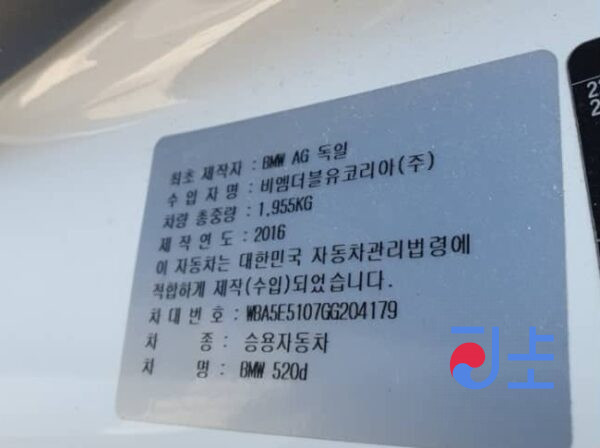 최초 제작자 : BMW AG 독일
수 입 자 명 : 비엠더블유코리아(주)
차량 총중량 : 1,955KG
제 작 연 도 : 2016
이 자동차는 대한민국 자동차관리법령에
적합하게 제작(수입)되었습니다.
차 대 번 호 : WBA5E5107GG204179
차 종 : 승용자동차
차 명 : BMW 520d